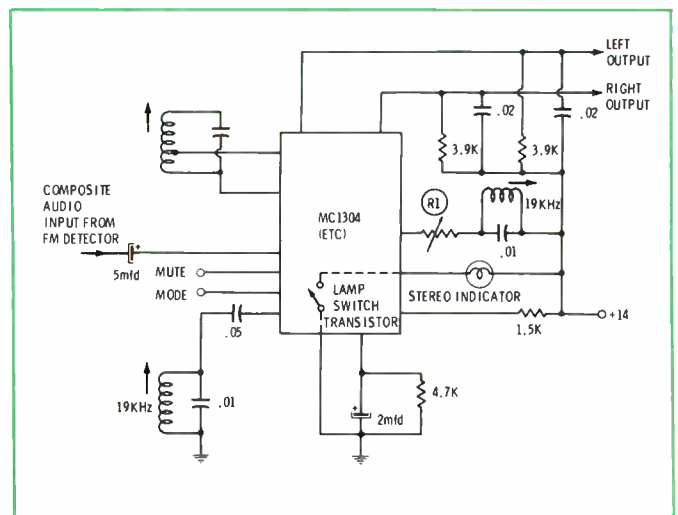 LEFT
OUTPUT
RIGHT
OUTPUT
.02
.02
3.9K
3.9K
COMPOSITE
AUDIO
INPUT FROM
FM DETECTOR
MC1304
(ETC)
R1
19KHz
.01
5mfd
MUTE
MODE
LAMP
SWITCH
TRANSISTOR
STEREO INDICATOR
+14
1.5K
.05
19KHz
.01
+
2mfd
4.7K